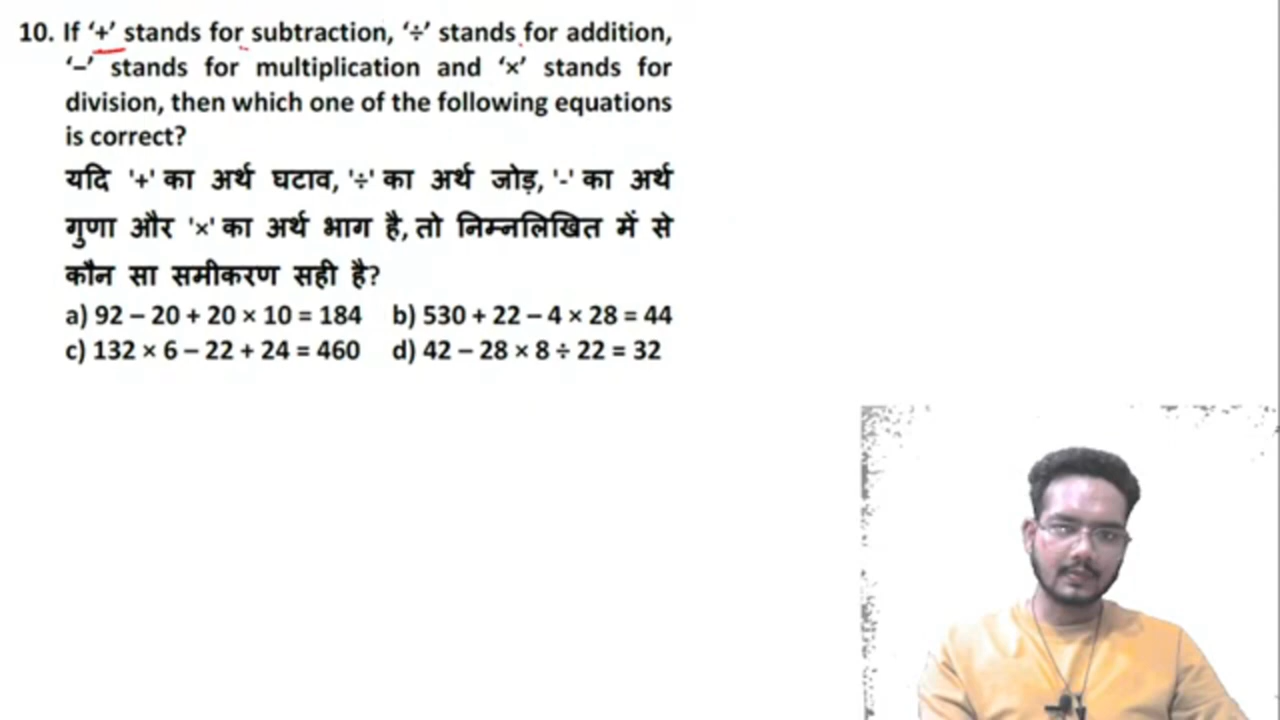 10. If ‘+’ stands for subtraction, ‘÷’ stands for addition,
‘–’ stands for multiplication and ‘×’ stands for
division, then which one of the following equations
is correct?
यदि '+' का अर्थ घटाव, '÷' का अर्थ जोड़, '-' का अर्थ
गुणा और '×' का अर्थ भाग है, तो निम्नलिखित में से
कौन सा समीकरण सही है?
a) 92 – 20 + 20 × 10 = 184 b) 530 + 22 – 4 × 28 = 44
c) 132 × 6 – 22 + 24 = 460 d) 42 – 28 × 8 ÷ 22 = 32